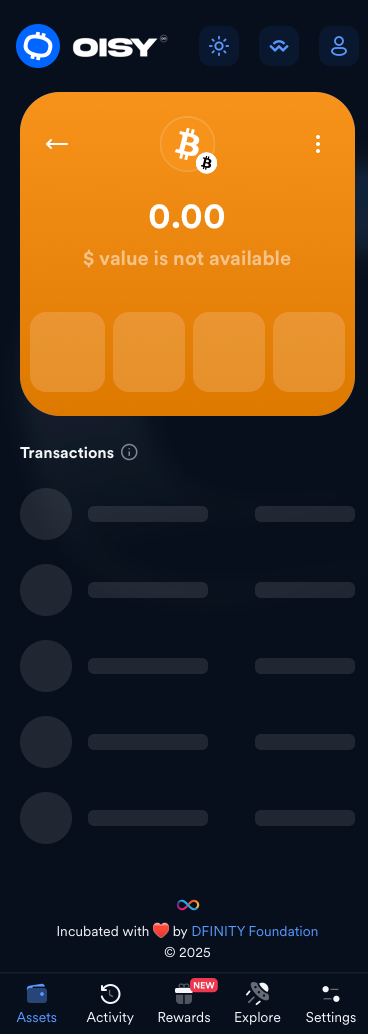 OISY
0.00
$ value is not available
Transactions
Incubated with ❤️ by DFINITY Foundation
© 2025
NEW
Assets
Activity
Rewards
Explore
Settings